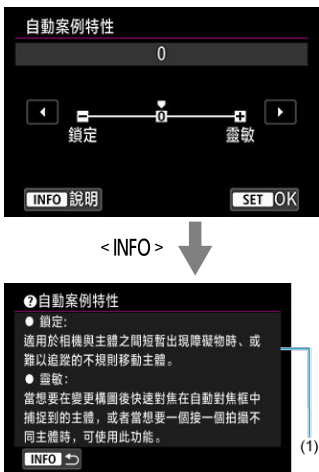 自動案例特性
0
0
鎖定 靈敏
INFO 說明 SET OK
<INFO>
?自動案例特性
● 鎖定:
適用於相機與主體之間短暫出現障礙物時、或
難以追蹤的不規則移動主體。
● 靈敏:
當想要在變更構圖後快速對焦在自動對焦框中
捕捉到的主體，或者當想要一個接一個拍攝不
同主體時，可使用此功能。
(1)
INFO